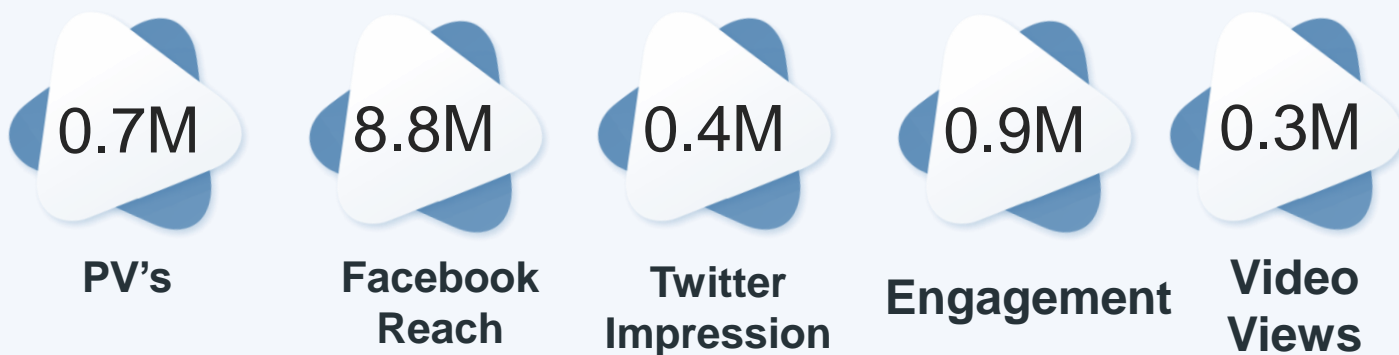 0.7M
8.8M
0.4M
0.9M
0.3M
PV’s
Facebook
Reach
Twitter
Impression
Engagement
Video
Views